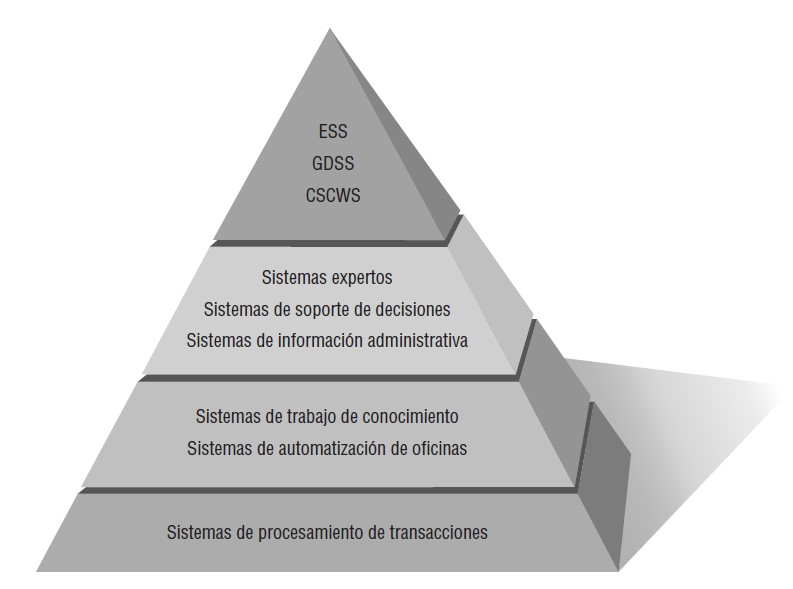 ESS
GDSS
CSCWS
Sistemas expertos
Sistemas de soporte de decisiones
Sistemas de información administrativa
Sistemas de trabajo de conocimiento
Sistemas de automatización de oficinas
Sistemas de procesamiento de transacciones